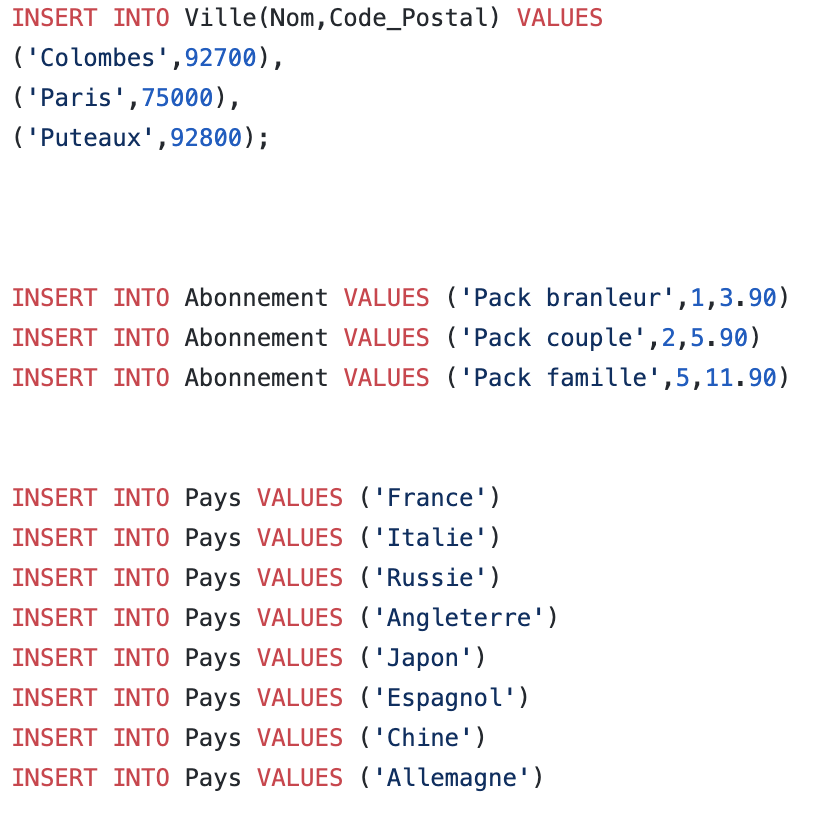 INSERT INTO Ville(Nom,Code_Postal) VALUES
('Colombes',92700),
('Paris',75000),
('Puteaux',92800);
INSERT INTO Abonnement VALUES ('Pack branleur',1,3.90)
INSERT INTO Abonnement VALUES ('Pack couple',2,5.90)
INSERT INTO Abonnement VALUES ('Pack famille',5,11.90)
INSERT INTO Pays VALUES ('France')
INSERT INTO Pays VALUES ('Italie')
INSERT INTO Pays VALUES ('Russie')
INSERT INTO Pays VALUES ('Angleterre')
INSERT INTO Pays VALUES ('Japon')
INSERT INTO Pays VALUES ('Espagnol')
INSERT INTO Pays VALUES ('Chine')
INSERT INTO Pays VALUES ('Allemagne')